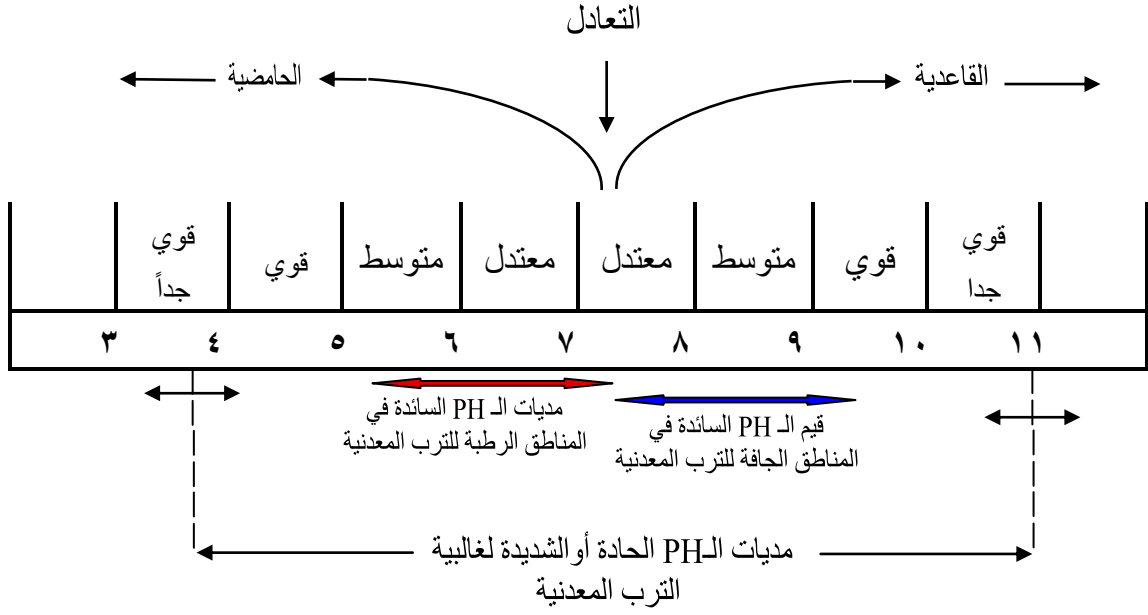 التعادل
القاعدية
الحامضية
قوي
جداً
قوي
متوسط
معتدل
معتدل
متوسط
قوي
قوي
جدا
٣ ٤ ٥ ٦ ٧ ٨ ٩ ١٠ ١١
مديات الـ PH السائدة في
المناطق الرطبة للترب المعدنية
قيم الـ PH السائدة في
المناطق الجافة للترب المعدنية
مديات الـPH الحادة أو الشديدة لغالبية
الترب المعدنية